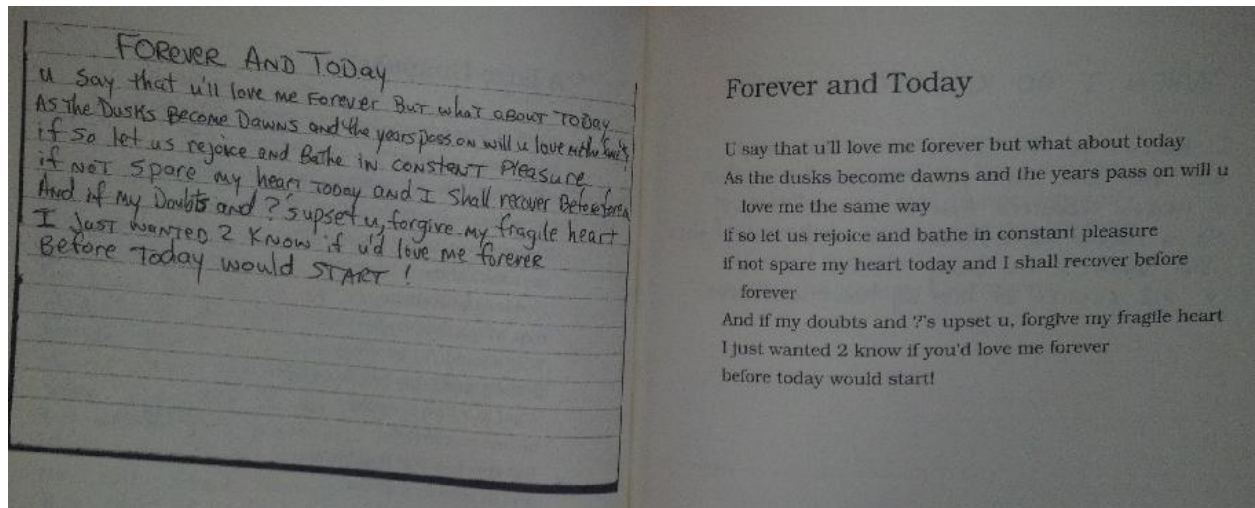 FOREVER AND TODAY
u say that u'll love me Forever But what about Today
As the Dusks Become Dawns and the years pass on will u love me the same
if so let us rejoice and Bathe in constant Pleasure
if not spare my heart today and I shall recover Before forever
And if my Doubts and ?'s upset u, forgive my fragile heart
I Just wanted 2 Know if u'd love me forever
Before Today would START!
Forever and Today
U say that u'll love me forever but what about today
As the dusks become dawns and the years pass on will u
love me the same way
if so let us rejoice and bathe in constant pleasure
if not spare my heart today and I shall recover before
forever
And if my doubts and ?'s upset u, forgive my fragile heart
I just wanted 2 know if you'd love me forever
before today would start!